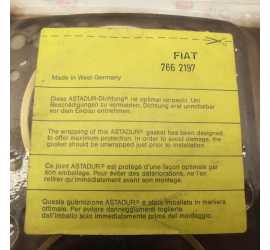 FIAT
766 2197
Made in West Germany
Diese ASTADUR®-Dichtung ist optimal verpackt. Um
Beschädigungen zu vermeiden, Dichtung erst unmittelbar
vor dem Einbau entnehmen.
The wrapping of this ASTADUR® gasket has been designed
to offer maximum protection. In order to avoid damage, the
gasket should be unwrapped just prior to installation.
Ce joint ASTADUR® est protégé d'une façon optimale par
son emballage. Pour éviter des détériorations, ne l'en
retirer qu'immédiatement avant son montage.
Questa guarnizione ASTADUR® è stata imballata in maniera
ottimale. Per evitare danneggiamenti toglierla
dall'imballo solo immediatamente prima del montaggio.